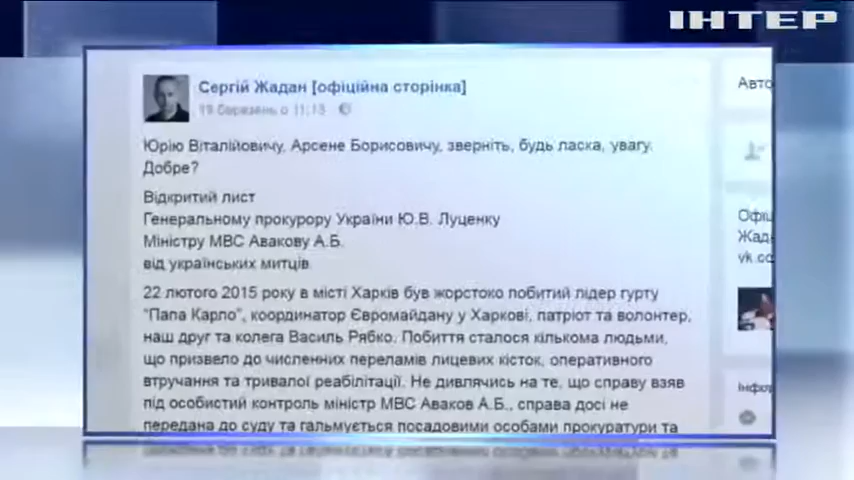 ІНТЕР
Сергій Жадан [офіційна сторінка]
19 березень о 11:13
Юрію Віталійовичу, Арсене Борисовичу, зверніть, будь ласка, увагу.
Добре?
Відкритий лист
Генеральному прокурору України Ю.В. Луценку
Міністру МВС Авакову А.Б.
від українських митців
22 лютого 2015 року в місті Харків був жорстоко побитий лідер гурту
"Папа Карло", координатор Євромайдану у Харкові, патріот та волонтер,
наш друг та колега Василь Рябко. Побиття сталося кількома людьми,
що призвело до численних переламів лицевих кісток, оперативного
втручання та тривалої реабілітації. Не дивлячись на те, що справу взяв
під особистий контроль міністр МВС Аваков А.Б., справа досі не
передана до суду та гальмується посадовими особами прокуратури та
Авто
Офіц
Жада
vk.co
Інфор